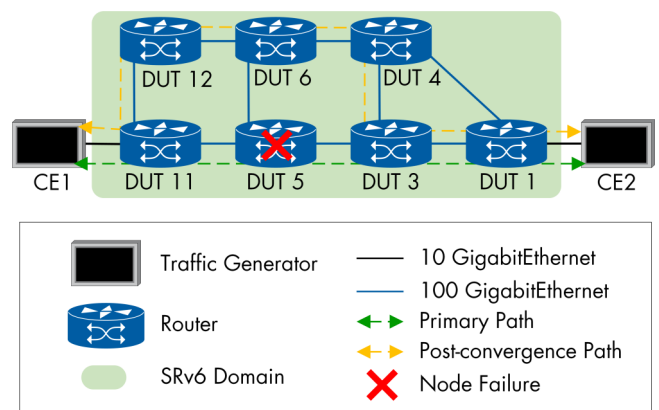 DUT 12
DUT 6
DUT 4
CE1
DUT 11
DUT 5
DUT 3
DUT 1
CE2
Traffic Generator
10 GigabitEthernet
100 GigabitEthernet
Router
Primary Path
Post-convergence Path
SRv6 Domain
Node Failure